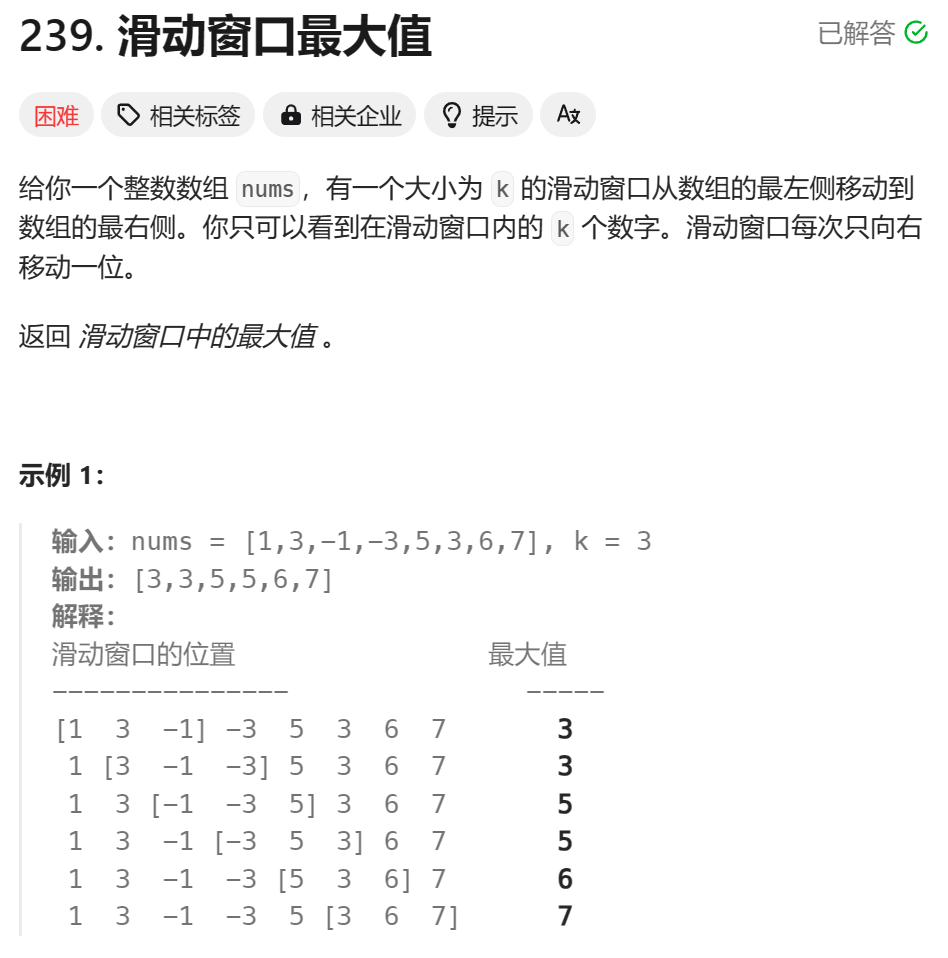 239. 滑动窗口最大值
已解答
困难 相关标签 相关企业 提示
给你一个整数数组 nums，有一个大小为 k 的滑动窗口从数组的最左侧移动到
数组的最右侧。你只可以看到在滑动窗口内的 k 个数字。滑动窗口每次只向右
移动一位。
返回 滑动窗口中的最大值 。
示例 1：
输入：nums = [1,3,-1,-3,5,3,6,7], k = 3
输出：[3,3,5,5,6,7]
解释：
滑动窗口的位置                最大值
---------------               -----
[1  3  -1] -3  5  3  6  7       3
 1 [3  -1  -3] 5  3  6  7       3
 1  3 [-1  -3  5] 3  6  7       5
 1  3  -1 [-3  5  3] 6  7       5
 1  3  -1  -3 [5  3  6] 7       6
 1  3  -1  -3  5 [3  6  7]      7